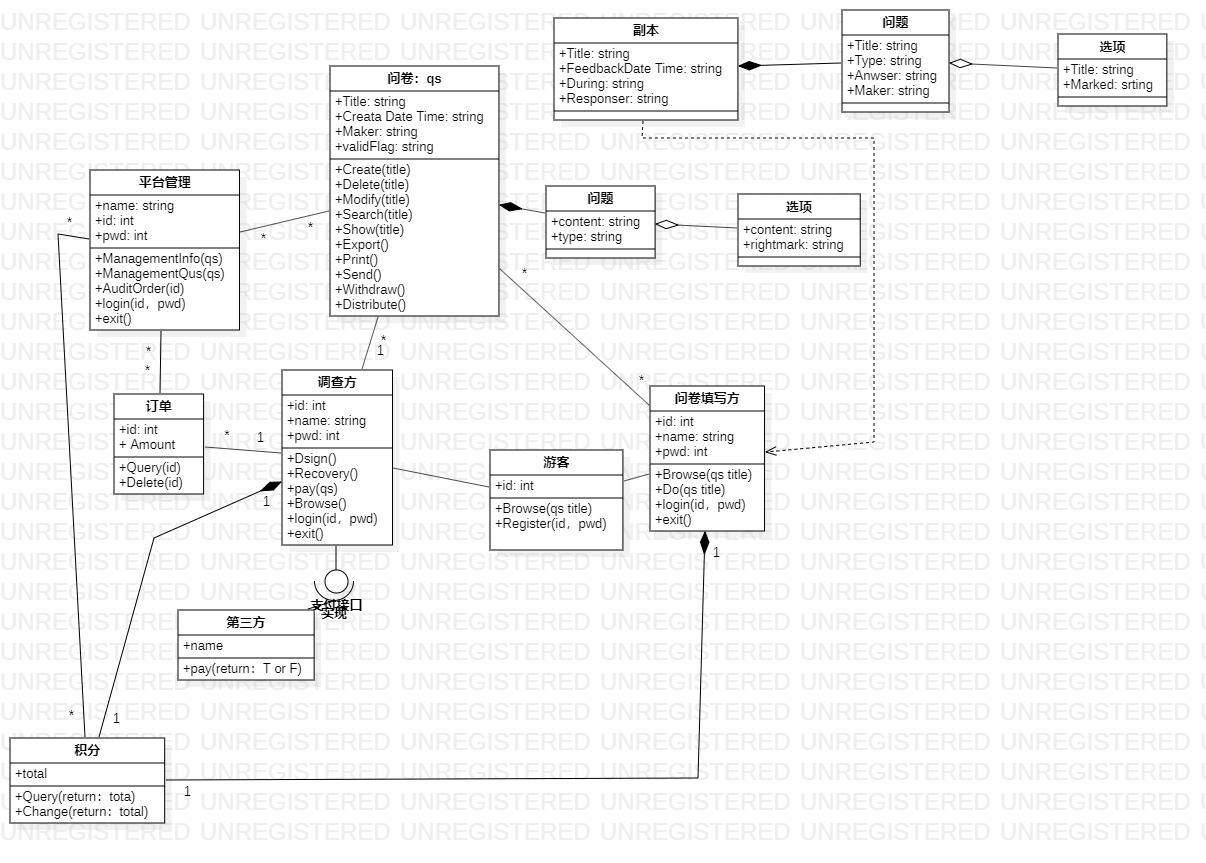 副本
+Title: string
+FeedbackDate Time: string
+During: string
+Responser: string
问题
+Title: string
+Type: string
+Anwser: string
+Maker: string
选项
+Title: string
+Marked: srting
问卷：qs
+Title: string
+Creata Date Time: string
+Maker: string
+validFlag: string
+Create(title)
+Delete(title)
+Modify(title)
+Search(title)
+Show(title)
+Export()
+Print()
+Send()
+Withdraw()
+Distribute()
问题
+content: string
+type: string
选项
+content: string
+rightmark: string
平台管理
+name: string
+id: int
+pwd: int
+ManagementInfo(qs)
+ManagementQus(qs)
+AuditOrder(id)
+login(id，pwd)
+exit()
*
*
*
*
*
*
1
*
*
订单
+id: int
+ Amount
+Query(id)
+Delete(id)
*
1
调查方
+id: int
+name: string
+pwd: int
+Dsign()
+Recovery()
+pay(qs)
+Browse()
+login(id，pwd)
+exit()
1
游客
+id: int
+Browse(qs title)
+Register(id，pwd)
问卷填写方
+id: int
+name: string
+pwd: int
+Browse(qs title)
+Do(qs title)
+login(id，pwd)
+exit()
1
支付接口
实现
第三方
+name
+pay(return：T or F)
*
1
积分
+total
+Query(return：tota)
+Change(return：total)
1
UNREGISTERED